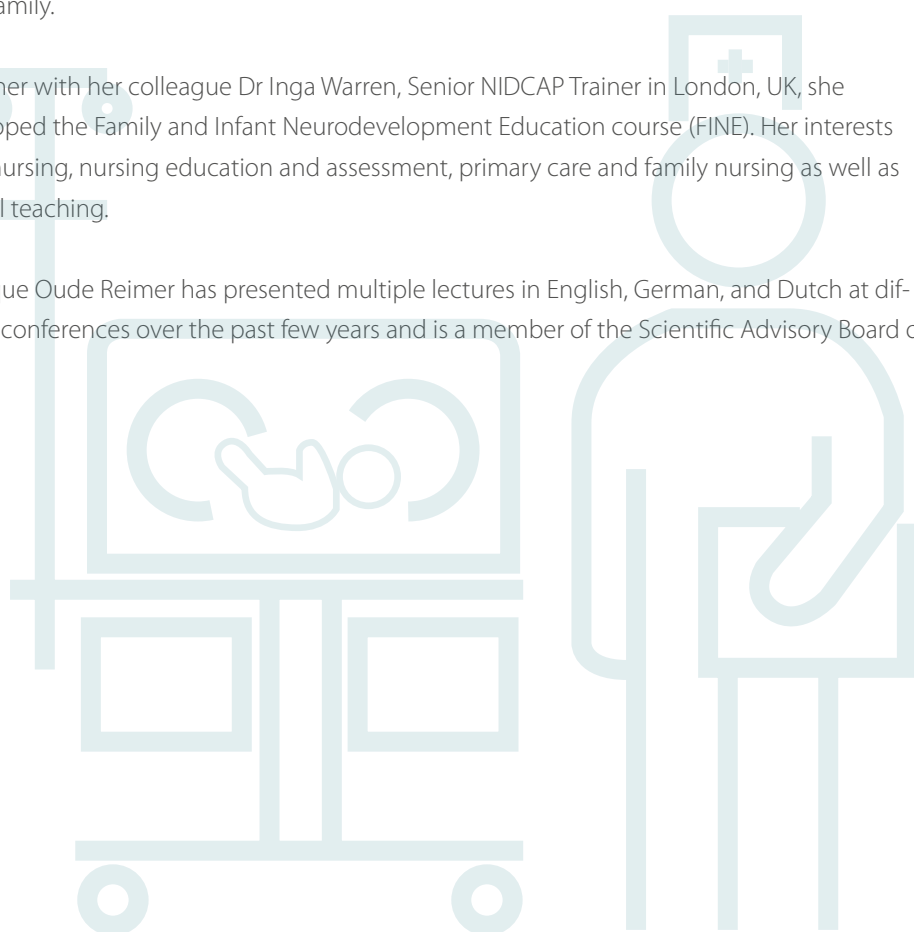 amily.
her with her colleague Dr Inga Warren, Senior NIDCAP Trainer in London, UK, she
oped the Family and Infant Neurodevelopment Education course (FINE). Her interests
nursing, nursing education and assessment, primary care and family nursing as well as
l teaching.
ue Oude Reimer has presented multiple lectures in English, German, and Dutch at dif-
conferences over the past few years and is a member of the Scientific Advisory Board o